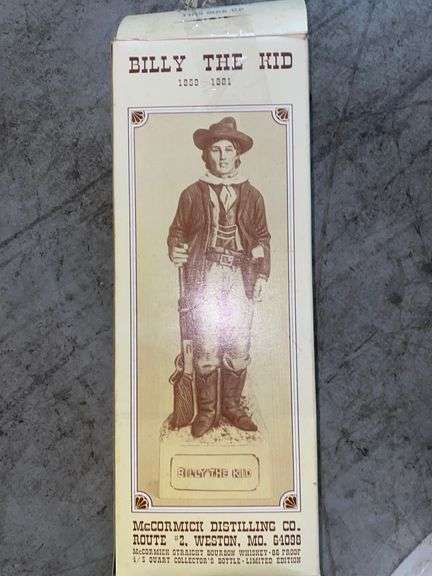 BILLY THE KID
1859 - 1881
BILLY THE KID
McCORMICK DISTILLING CO.
ROUTE #2, WESTON, MO. 64098
McCORMICK STRAIGHT BOURBON WHISKEY • 86 PROOF
4/5 QUART COLLECTOR'S BOTTLE • LIMITED EDITION